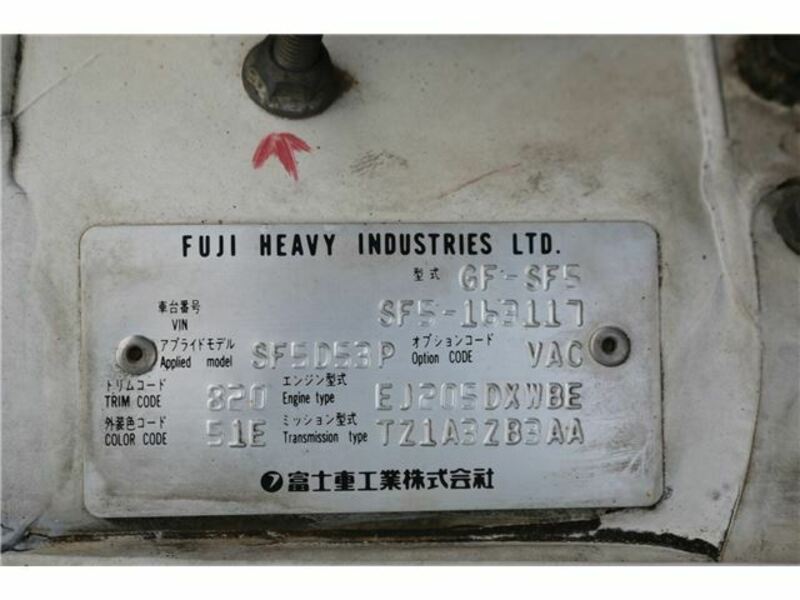 FUJI HEAVY INDUSTRIES LTD.
型式 GF-SF5
車台番号 VIN SF5-163117
アプライドモデル Applied model SF5D53P オプションコード Option CODE VAC
トリムコード TRIM CODE 820 エンジン型式 Engine type EJ205DXWBE
外装色コード COLOR CODE 51E ミッション型式 Transmission type TZ1A3ZB3AA
富士重工業株式会社